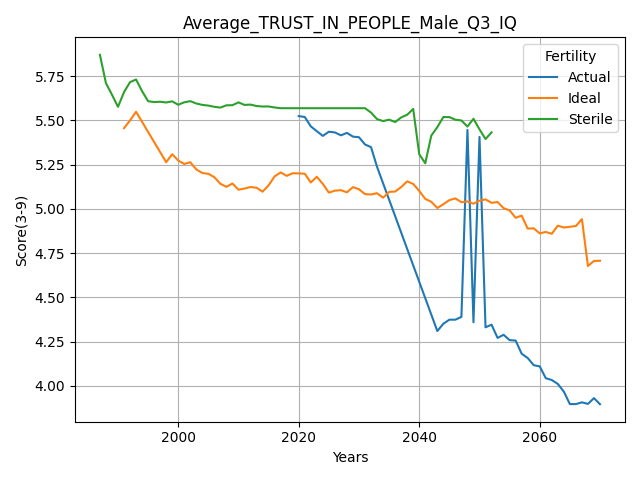 Average_TRUST_IN_PEOPLE_Male_Q3_IQ
Fertility
Actual
Ideal
Sterile
Score(3-9)
5.75
5.50
5.25
5.00
4.75
4.50
4.25
4.00
2000
2020
2040
2060
Years